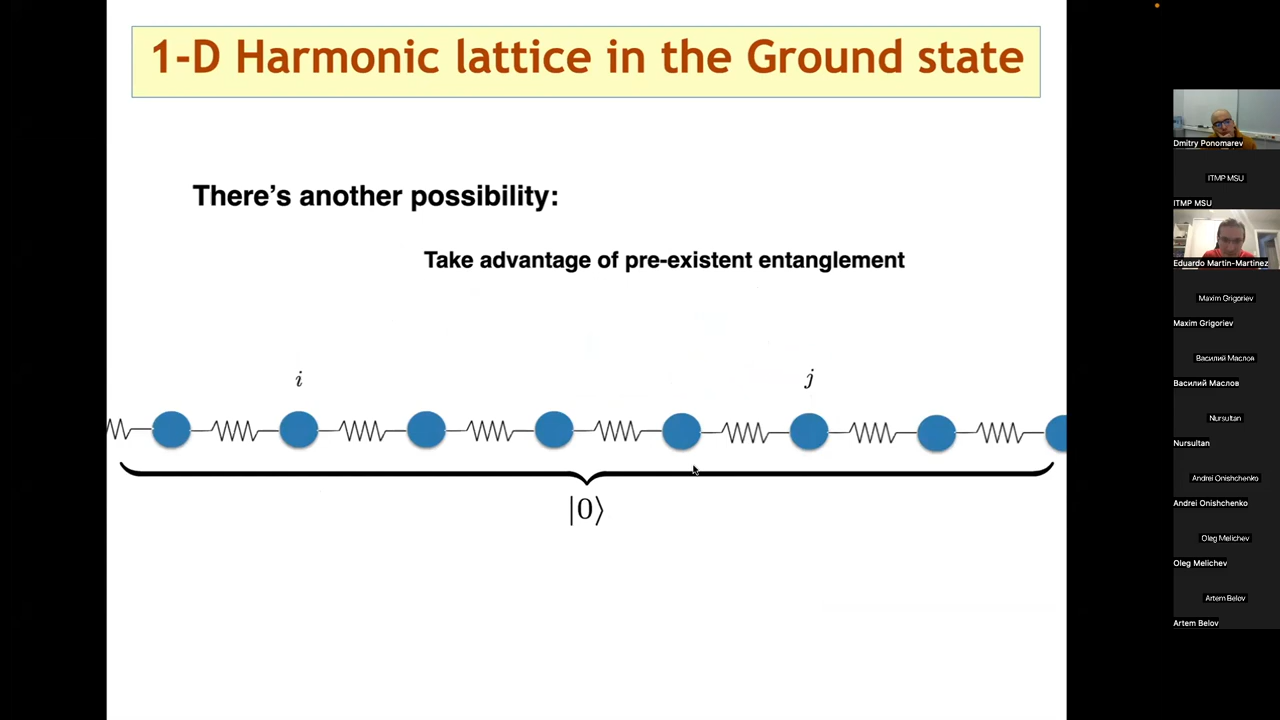 1-D Harmonic lattice in the Ground state
There's another possibility:
Take advantage of pre-existent entanglement
i
j
|0⟩
Dmitry Ponomarev
ITMP MSU
ITMP MSU
Eduardo Martin-Martinez
Maxim Grigoriev
Maxim Grigoriev
Василий Маслов
Василий Маслов
Nursultan
Nursultan
Andrei Onishchenko
Andrei Onishchenko
Oleg Melichev
Oleg Melichev
Artem Belov
Artem Belov